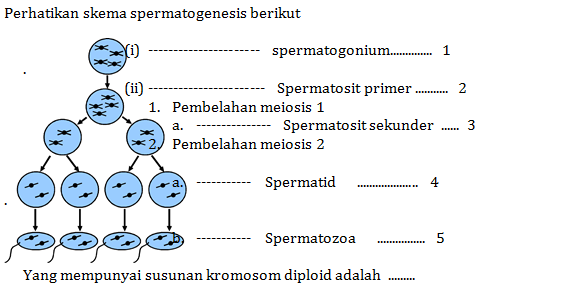 Perhatikan skema spermatogenesis berikut
(i) ---------------------- spermatogonium.............. 1
(ii) ----------------------- Spermatosit primer ........... 2
1. Pembelahan meiosis 1
a. --------------- Spermatosit sekunder ...... 3
2. Pembelahan meiosis 2
a. ----------- Spermatid .................... 4
b. ----------- Spermatozoa ................ 5
Yang mempunyai susunan kromosom diploid adalah .........